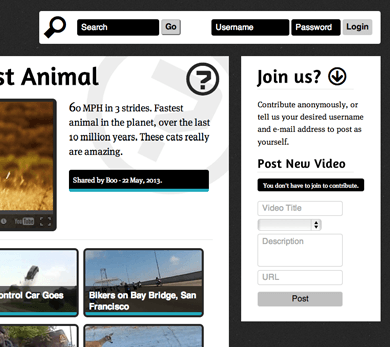 Search Go Username Password Login
st Animal
?
60 MPH in 3 strides. Fastest
animal in the planet, over the last
10 million years. These cats really
are amazing.
Shared by Boo - 22 May, 2013.
YouTube
ontrol Car Goes
Bikers on Bay Bridge, San
Francisco
Join us?
Contribute anonymously, or
tell us your desired username
and e-mail address to post as
yourself.
Post New Video
You don't have to join to contribute.
Video Title
Description
URL
Post